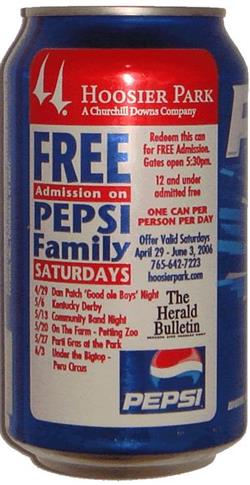 HOOSIER PARK
A Churchill Downs Company
FREE
Admission on
PEPSI
Family
SATURDAYS
Redeem this can
for FREE Admission.
Gates open 5:30pm.
12 and under
admitted free
ONE CAN PER
PERSON PER DAY
Offer Valid Saturdays
April 29 - June 3, 2006
765-642-7223
hoosierpark.com
4/29 Dan Patch 'Good ole Boys' Night
5/6 Kentucky Derby
5/13 Community Band Night
5/20 On The Farm - Petting Zoo
5/27 Parti Gras at the Park
6/3 Under the Bigtop -
Peru Circus
The
Herald
Bulletin
PEPSI